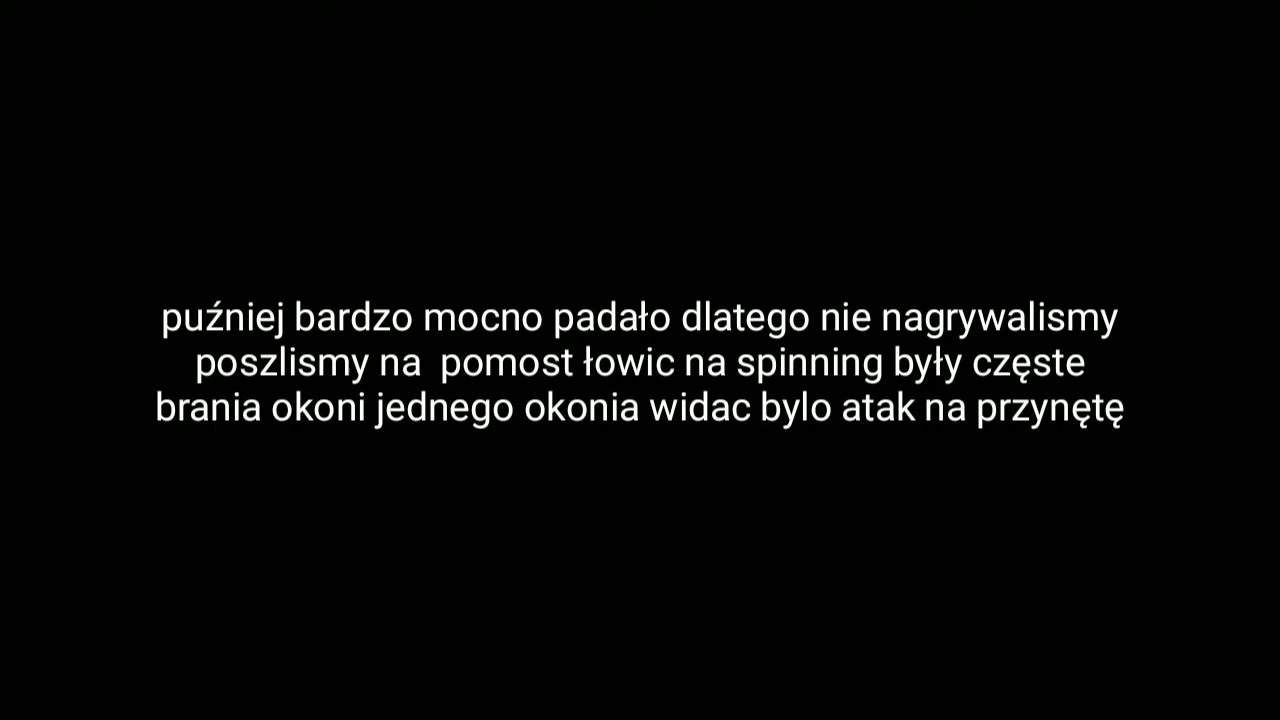 puźniej bardzo mocno padało dlatego nie nagrywalismy
poszlismy na  pomost łowic na spinning były częste
brania okoni jednego okonia widac bylo atak na przynętę